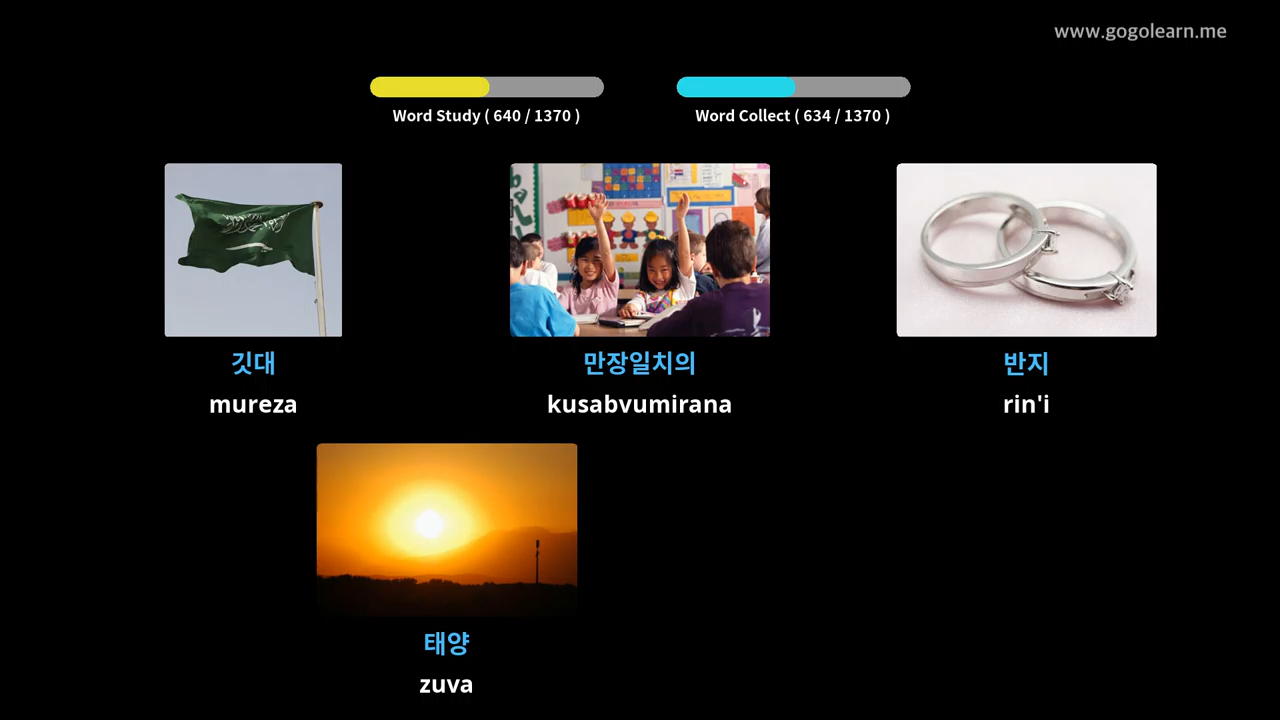 www.gogolearn.me
Word Study ( 640 / 1370 )
Word Collect ( 634 / 1370 )
깃대
만장일치의
반지
mureza
kusabvumirana
rin'i
태양
zuva